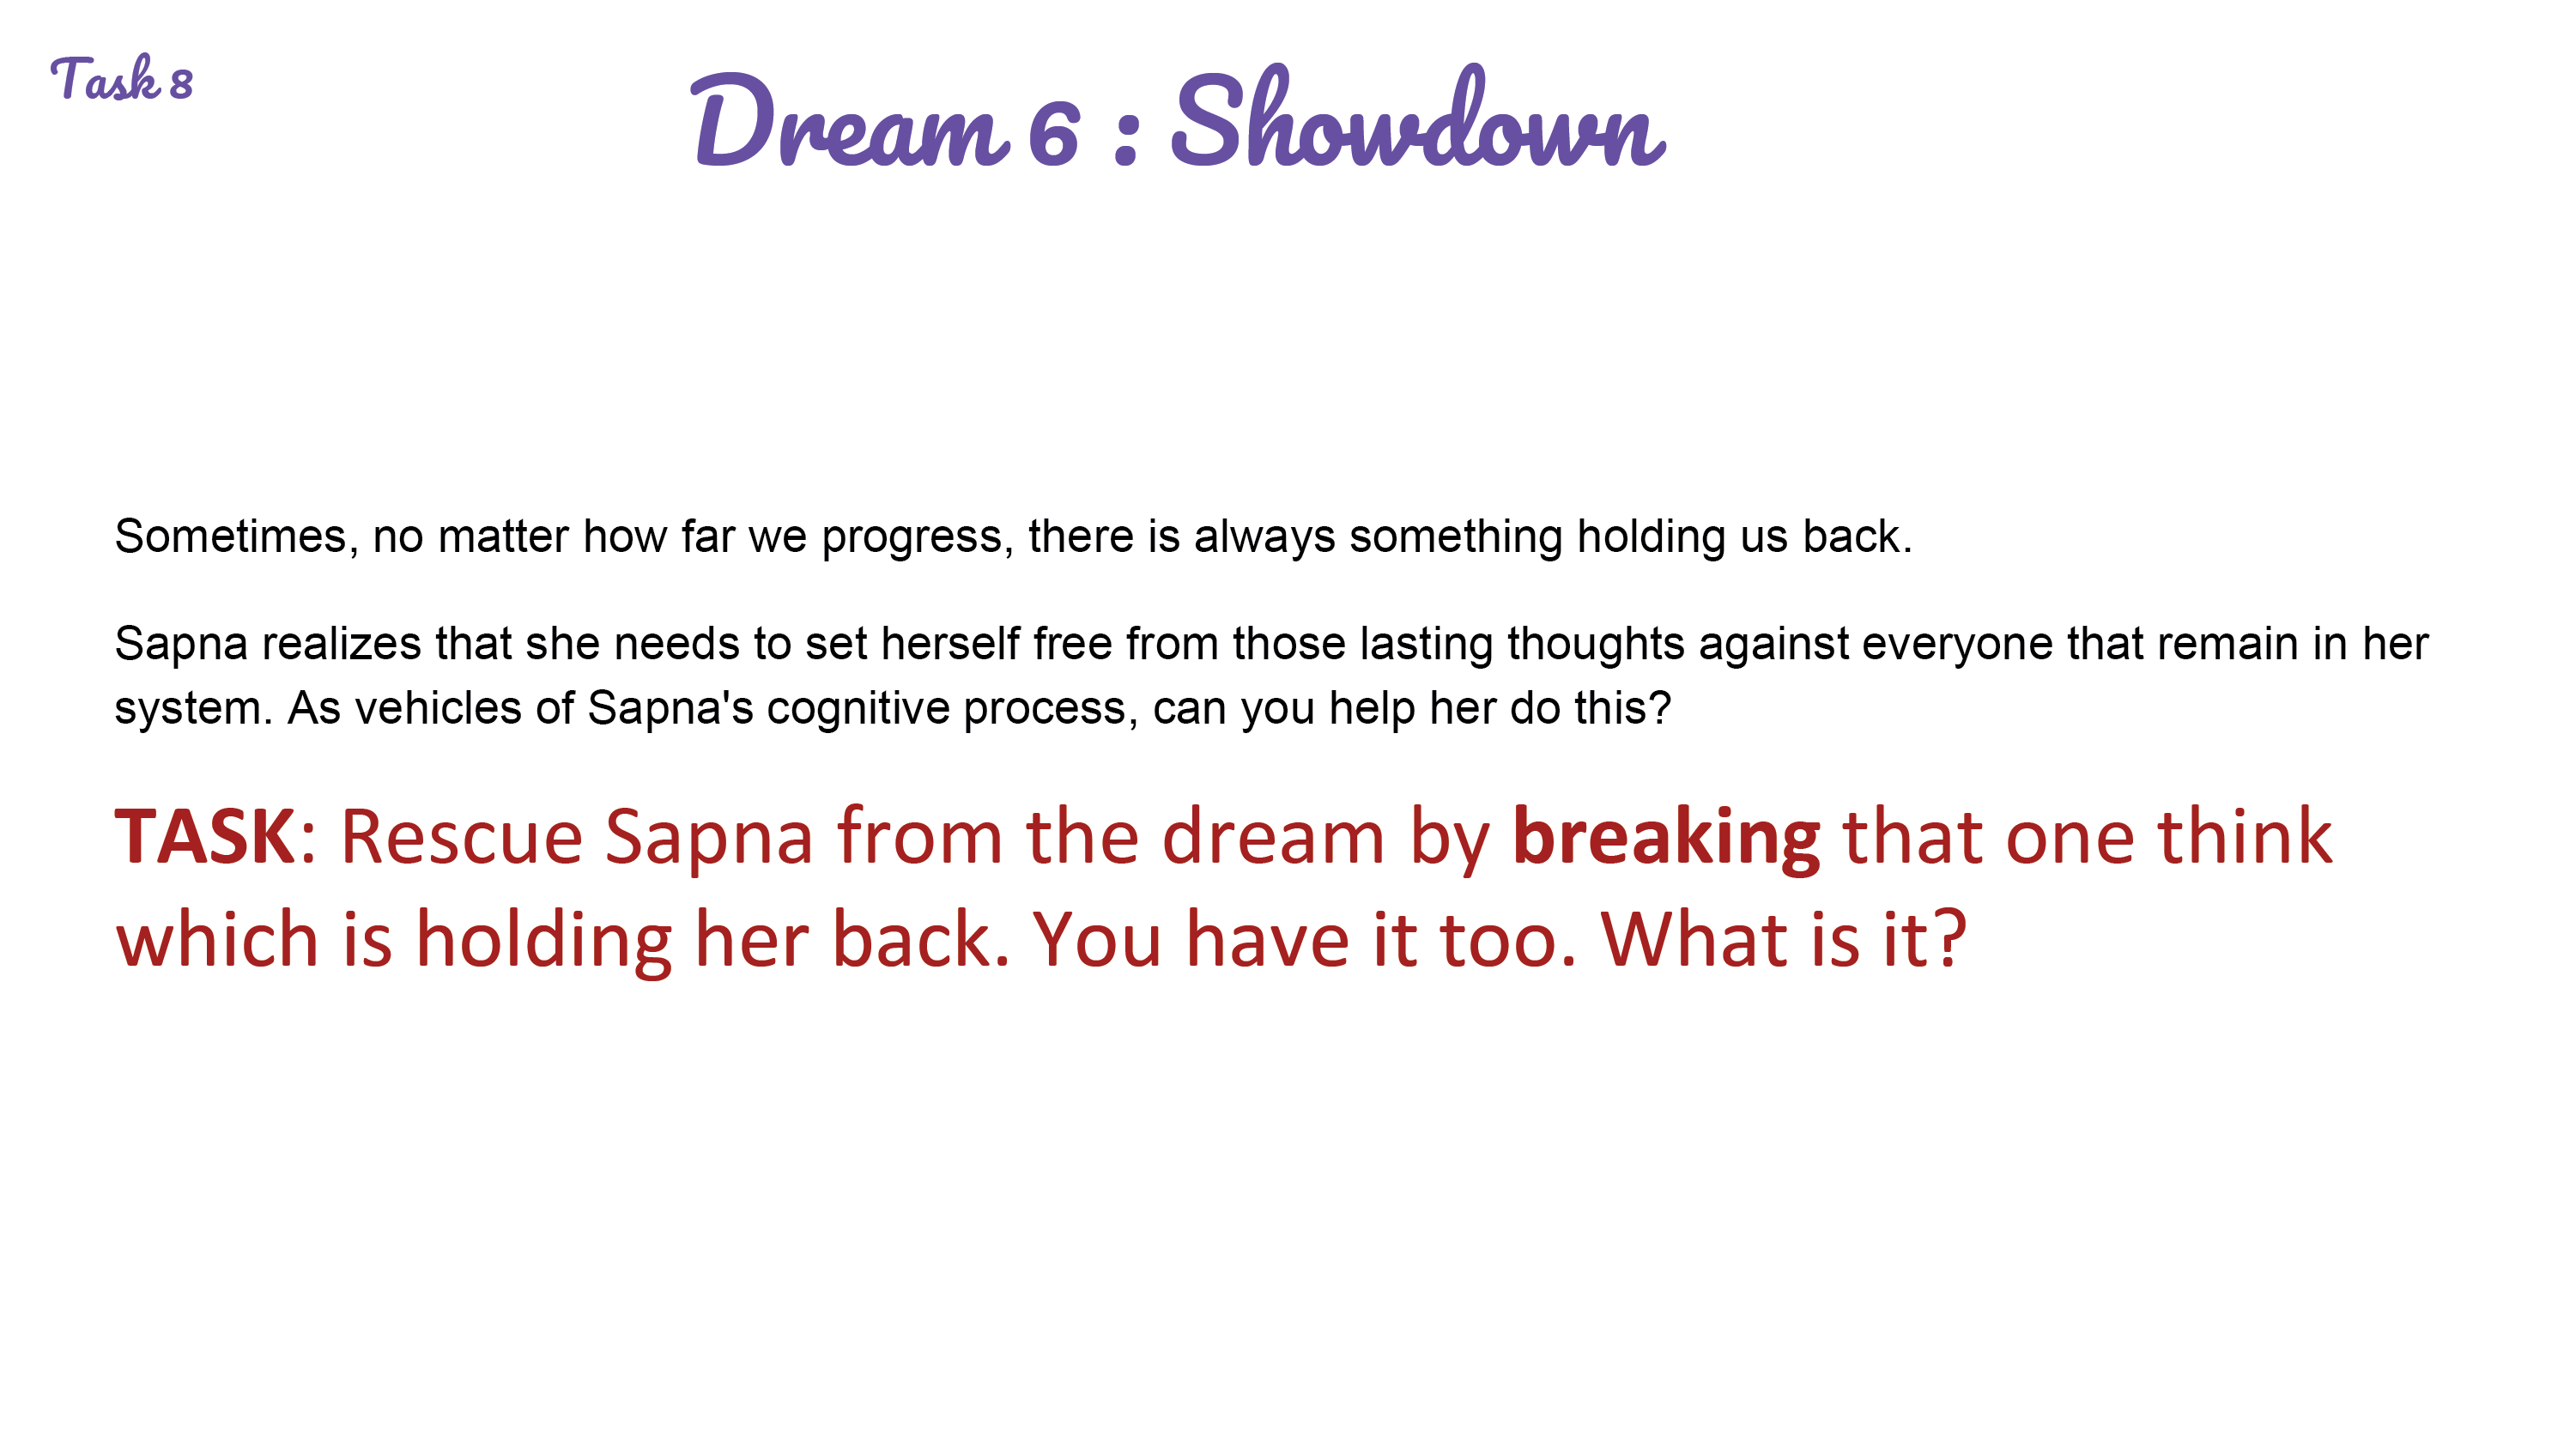 Task 8
Dream 6 : Showdown
Sometimes, no matter how far we progress, there is always something holding us back.
Sapna realizes that she needs to set herself free from those lasting thoughts against everyone that remain in her
system. As vehicles of Sapna's cognitive process, can you help her do this?
TASK: Rescue Sapna from the dream by breaking that one think
which is holding her back. You have it too. What is it?